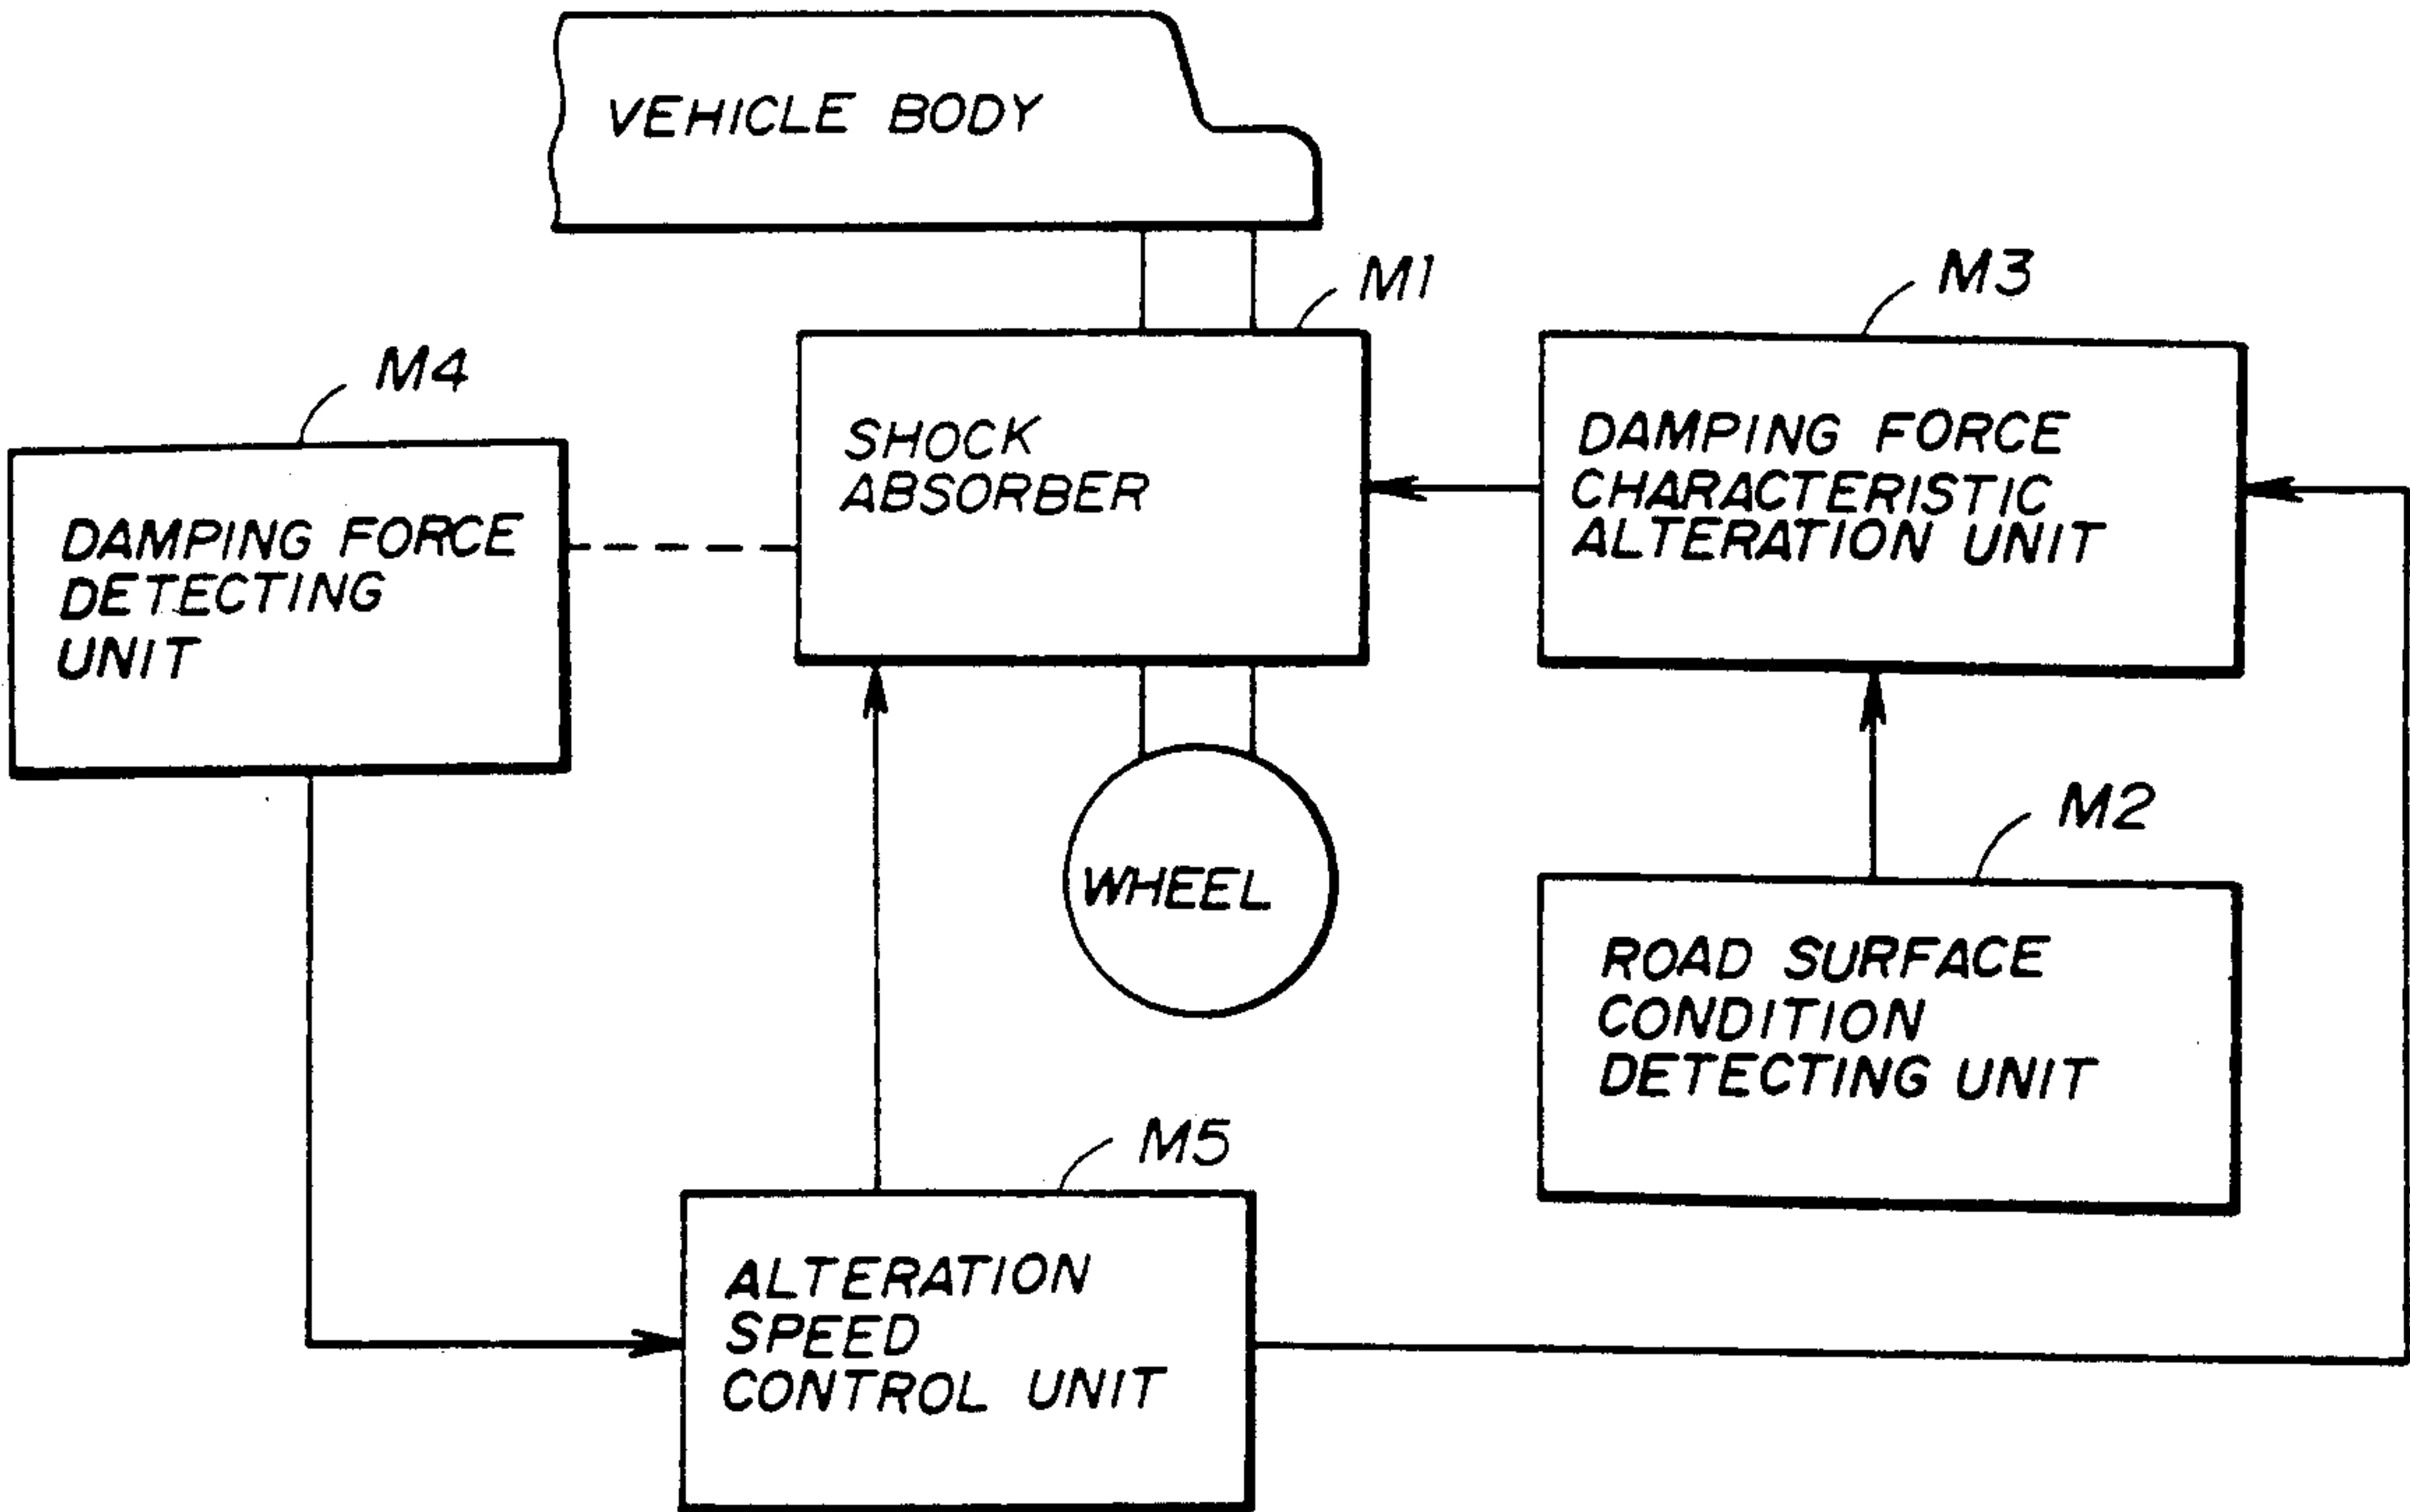 VEHICLE BODY
M1
M3
M4
SHOCK
ABSORBER
DAMPING FORCE
CHARACTERISTIC
ALTERATION UNIT
DAMPING FORCE
DETECTING
UNIT
M2
WHEEL
ROAD SURFACE
CONDITION
DETECTING UNIT
M5
ALTERATION
SPEED
CONTROL UNIT